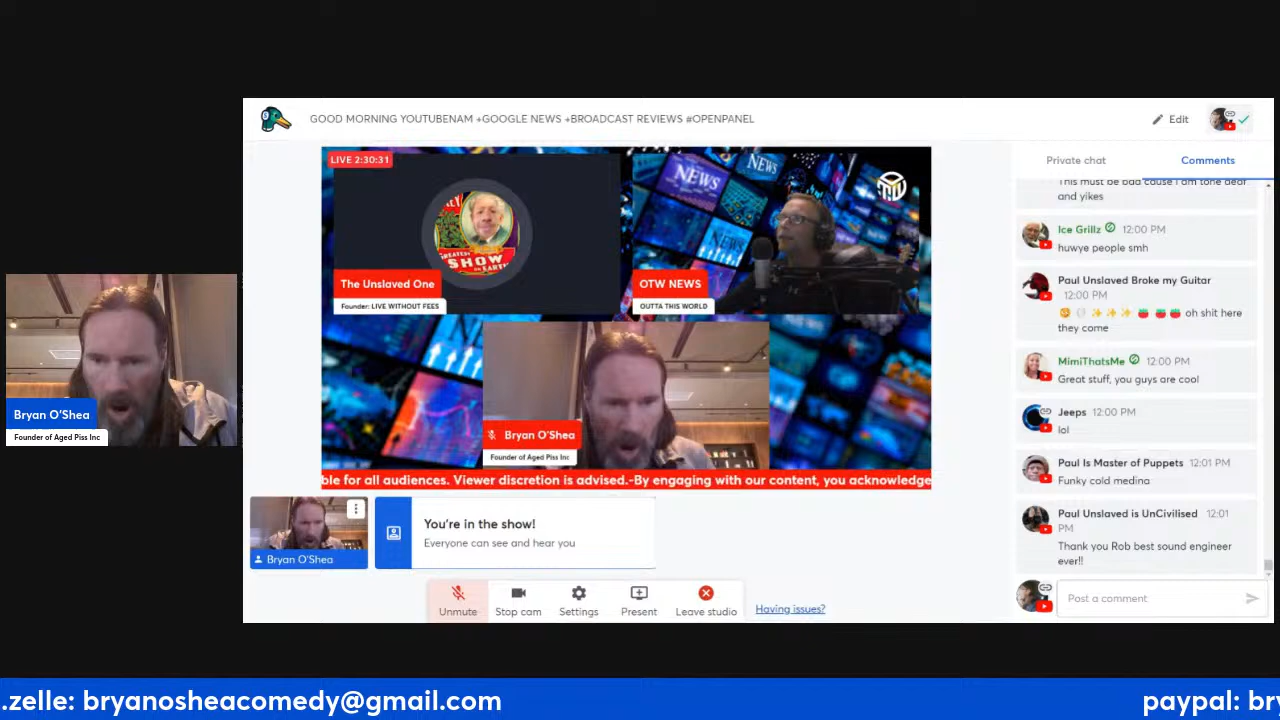 GOOD MORNING YOUTUBENAM +GOOGLE NEWS +BROADCAST REVIEWS #OPENPANEL
Edit
LIVE 2:30:31
NEWS
NEWS
NEWS
SHOW
The Unslaved One
Founder: LIVE WITHOUT FEES
OTW NEWS
OUTTA THIS WORLD
Bryan O'Shea
Founder of Aged Piss Inc
ble for all audiences. Viewer discretion is advised.-By engaging with our content, you acknowledge
Bryan O'Shea
Founder of Aged Piss Inc
Bryan O'Shea
You're in the show!
Everyone can see and hear you
Unmute
Stop cam
Settings
Present
Leave studio
Having issues?
Private chat
Comments
This must be bad cause I am tone deaf
and yikes
Ice Grillz 12:00 PM
huwye people smh
Paul Unslaved Broke my Guitar
12:00 PM
oh shit here
they come
MimiThatsMe 12:00 PM
Great stuff, you guys are cool
Jeeps 12:00 PM
lol
Paul Is Master of Puppets 12:01 PM
Funky cold medina
Paul Unslaved is UnCivilised 12:01
PM
Thank you Rob best sound engineer
ever!!
Post a comment
.zelle: bryanosheacomedy@gmail.com
paypal: bry